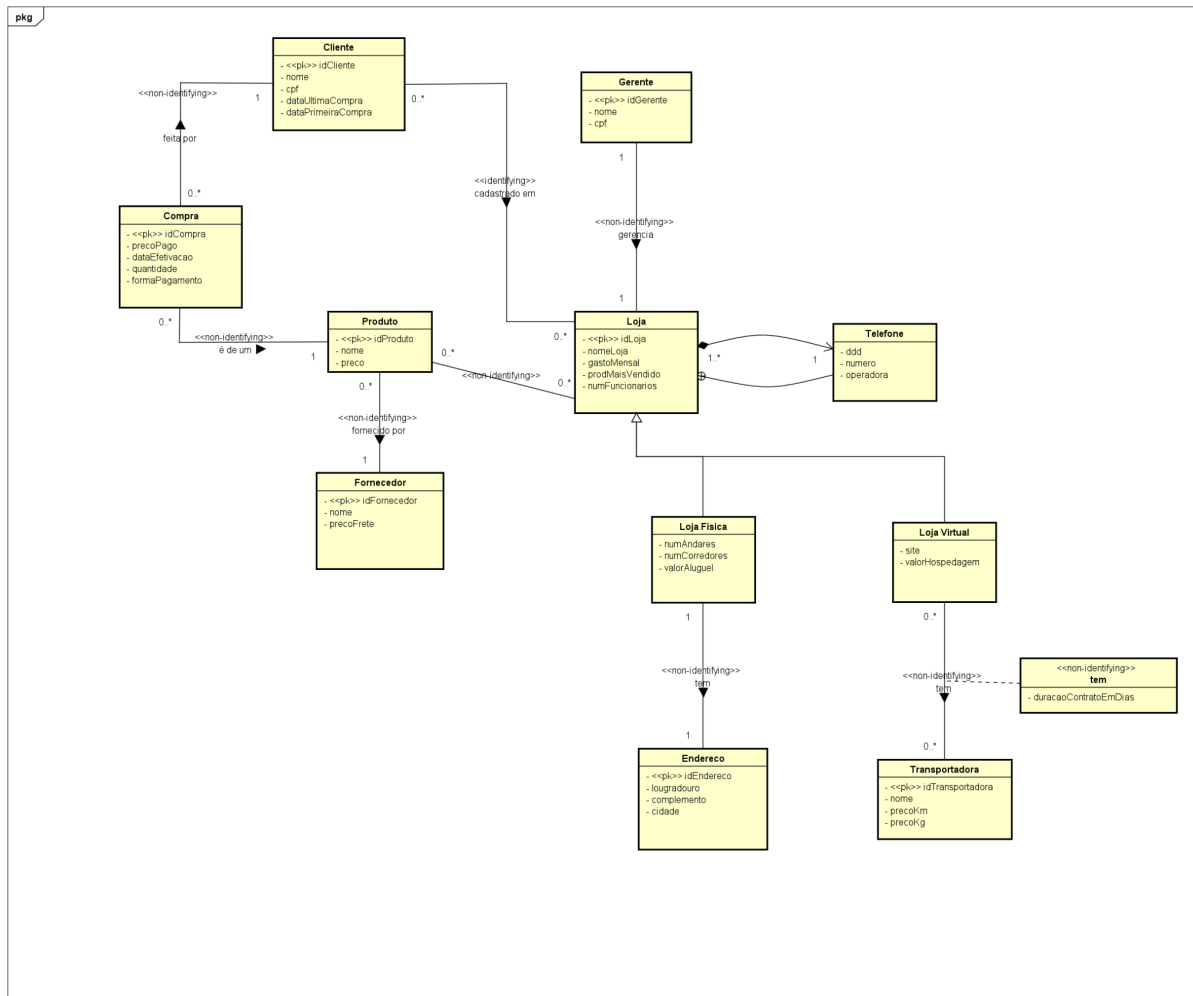 pkg
Cliente
- <<pk>> idCliente
- nome
- cpf
- dataUltimaCompra
- dataPrimeiraCompra
<<non-identifying>>
1
feita por
0..*
0..*
<<identifying>>
cadastrado em
0..*
Gerente
- <<pk>> idGerente
- nome
- cpf
1
<<non-identifying>>
gerencia
1
Compra
- <<pk>> idCompra
- precoPago
- dataEfetivacao
- quantidade
- formaPagamento
0..*
<<non-identifying>>
é de um
1
Produto
- <<pk>> idProduto
- nome
- preco
0..*
<<non-identifying>>
0..*
Loja
- <<pk>> idLoja
- nomeLoja
- gastoMensal
- prodMaisVendido
- numFuncionarios
1..*
1
Telefone
- ddd
- numero
- operadora
0..*
<<non-identifying>>
fornecido por
1
Fornecedor
- <<pk>> idFornecedor
- nome
- precoFrete
Loja Fisica
- numAndares
- numCorredores
- valorAluguel
1
<<non-identifying>>
tem
1
Loja Virtual
- site
- valorHospedagem
0..*
<<non-identifying>>
tem
0..*
<<non-identifying>>
tem
- duracaoContratoEmDias
Endereco
- <<pk>> idEndereco
- lougradouro
- complemento
- cidade
Transportadora
- <<pk>> idTransportadora
- nome
- precoKm
- precoKg